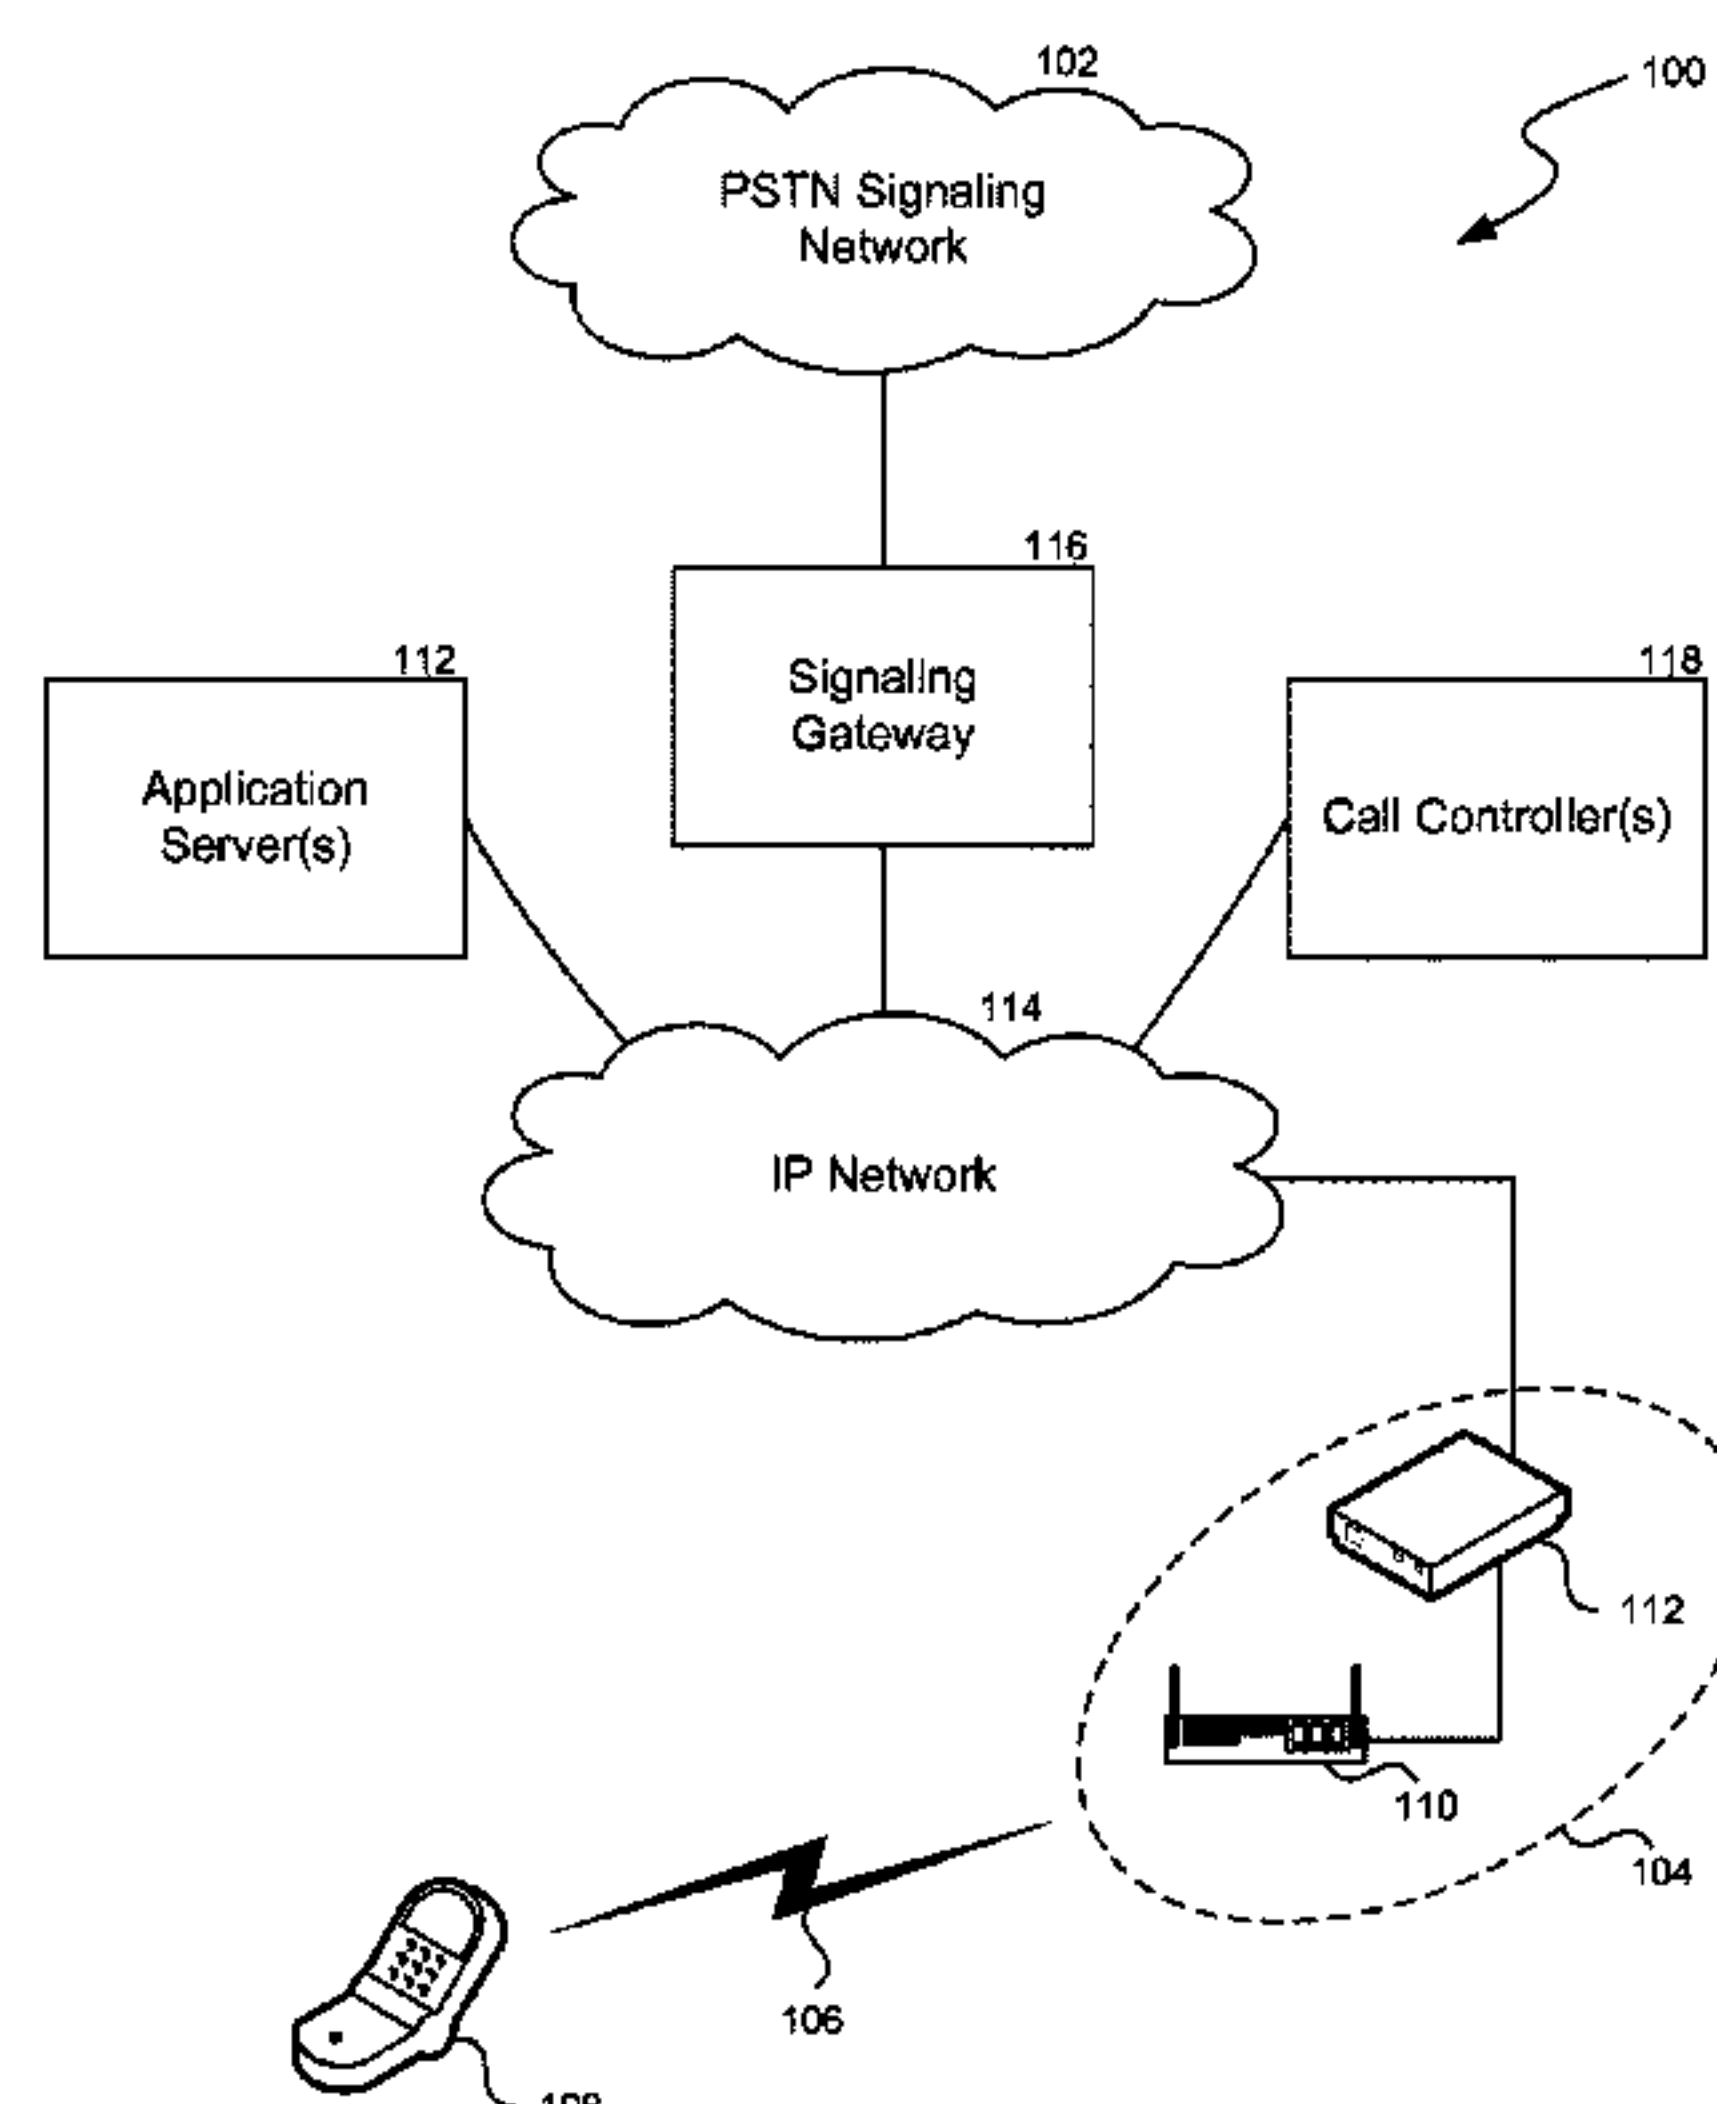 102
100
PSTN Signaling
Network
116
Signaling
Gateway
112
Application
Server(s)
118
Call Controller(s)
114
IP Network
112
110
104
106